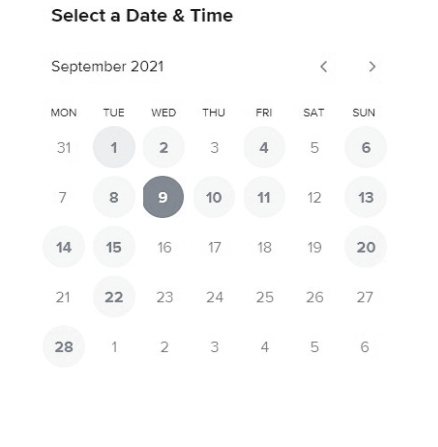 Select a Date & Time
September 2021
MON TUE WED THU FRI SAT SUN
31 1 2 3 4 5 6
7 8 9 10 11 12 13
14 15 16 17 18 19 20
21 22 23 24 25 26 27
28 1 2 3 4 5 6